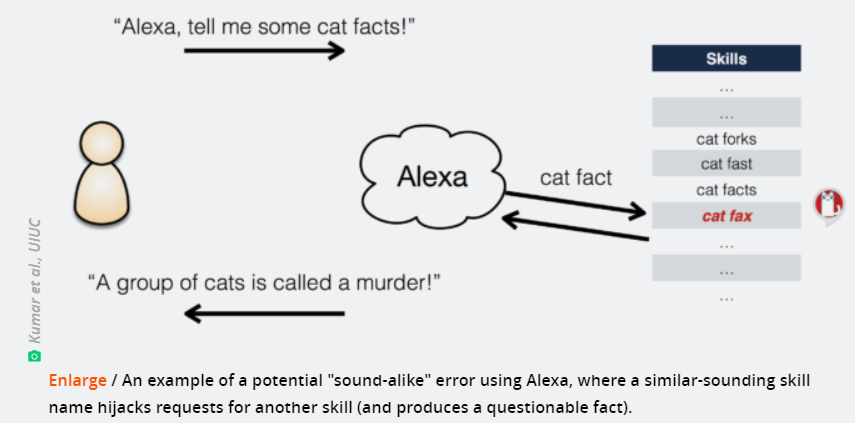 “Alexa, tell me some cat facts!”
Skills
...
...
cat forks
cat fast
cat facts
cat fax
...
...
...
Alexa
cat fact
“A group of cats is called a murder!”
Kumar et al., UIUC
Enlarge / An example of a potential "sound-alike" error using Alexa, where a similar-sounding skill
name hijacks requests for another skill (and produces a questionable fact).